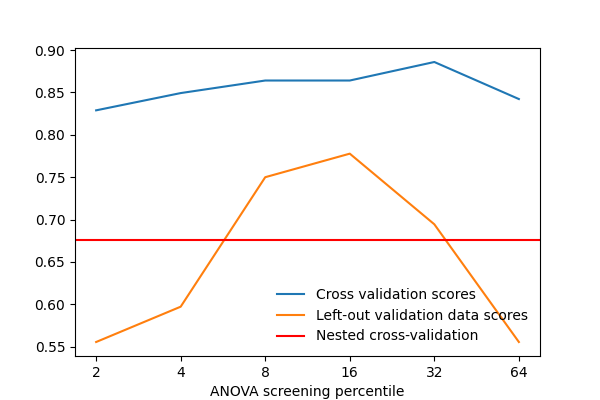 0.90
0.85
0.80
0.75
0.70
0.65
0.60
0.55
Cross validation scores
Left-out validation data scores
Nested cross-validation
2 4 8 16 32 64
ANOVA screening percentile